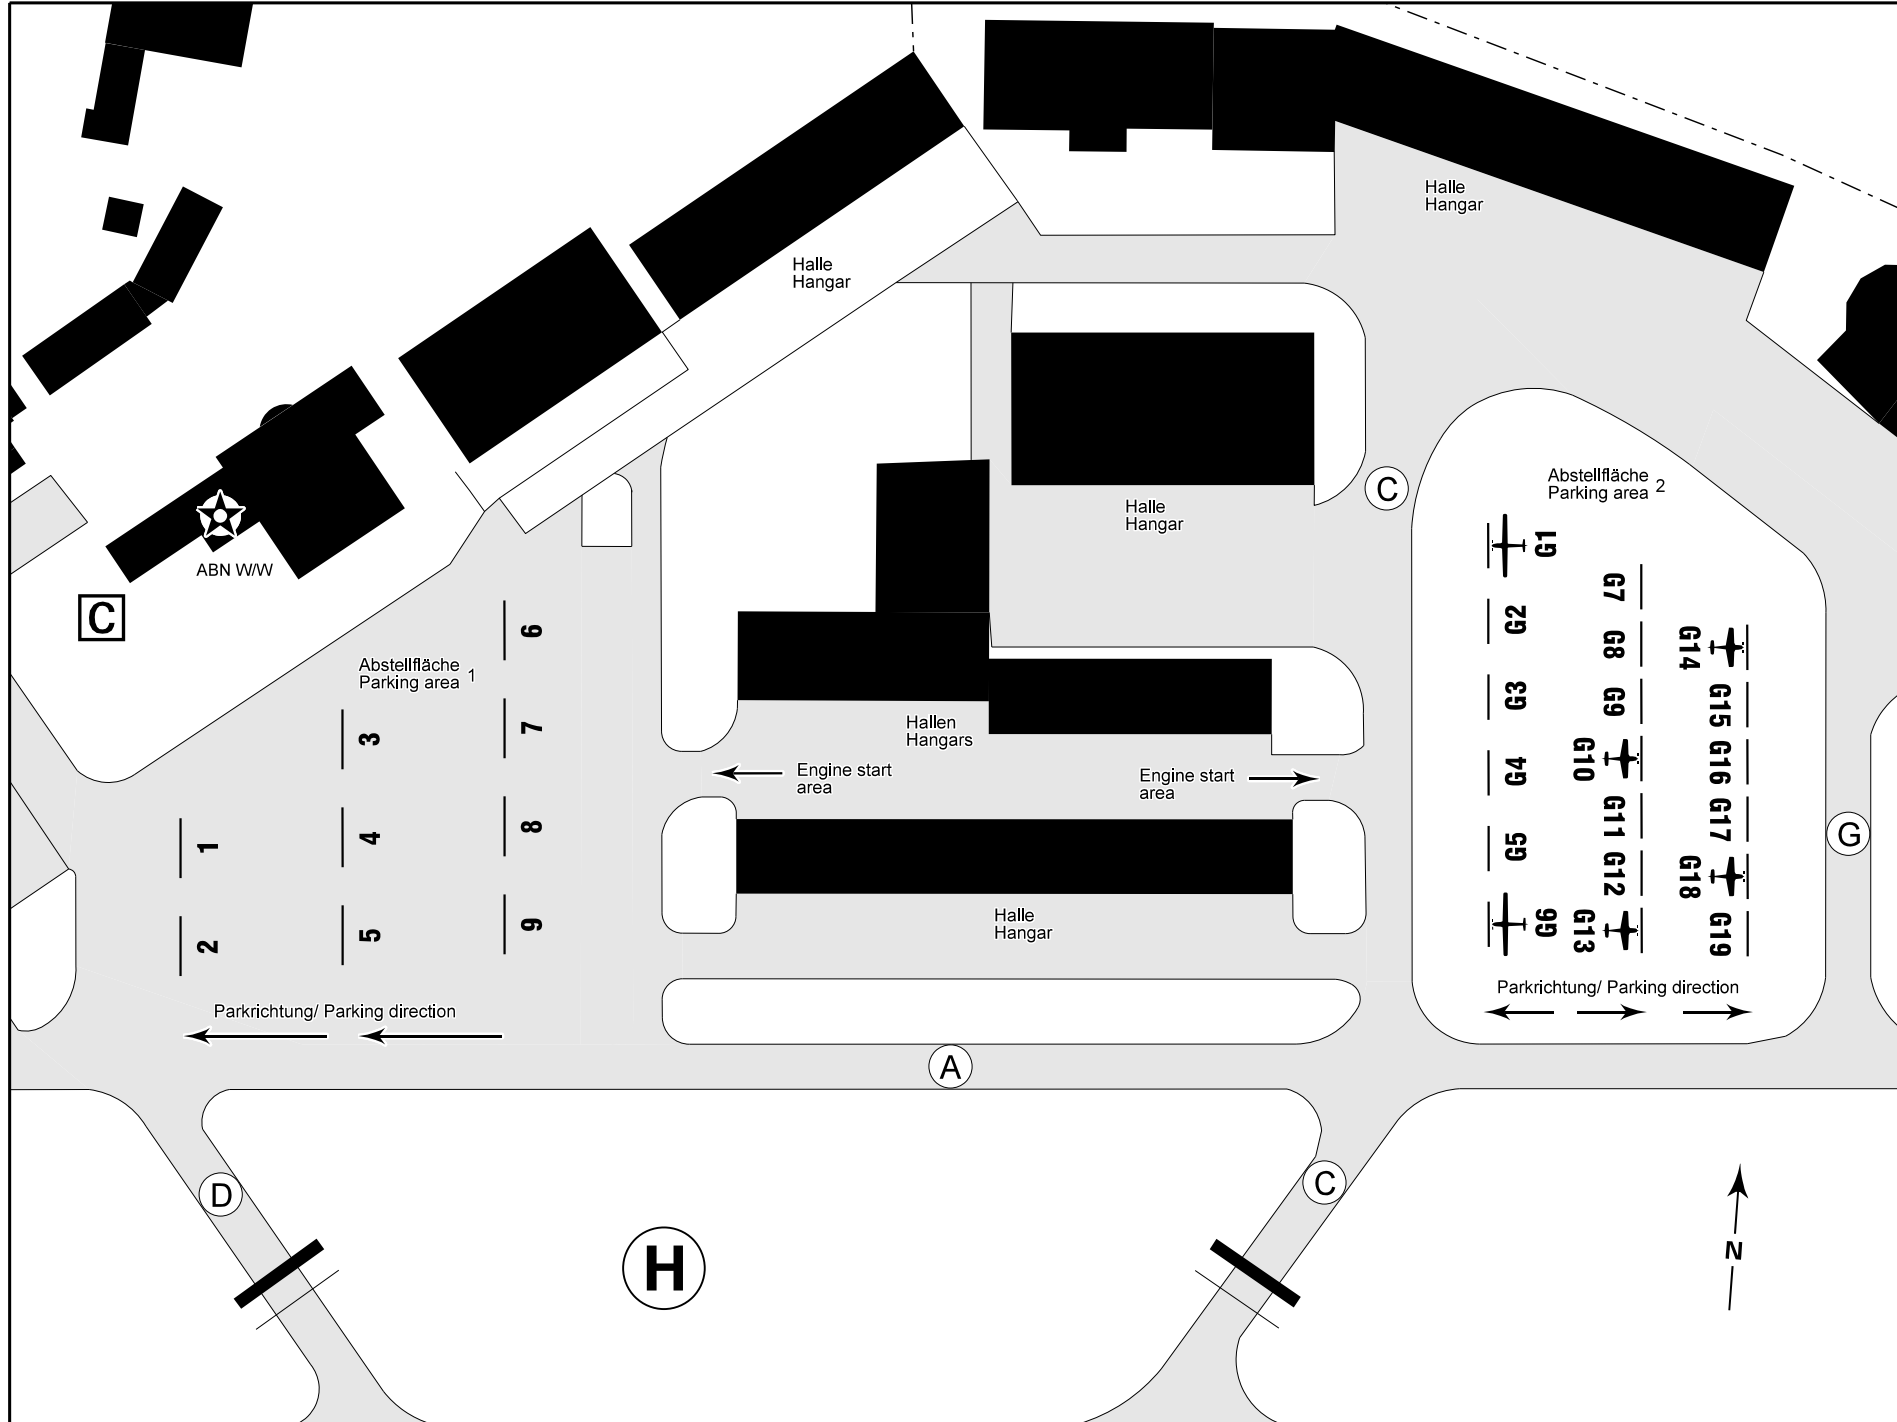 Halle
Hangar
Halle
Hangar
Abstellfläche
Parking area 2
C
Halle
Hangar
ABN W/W
C
G1
G2
G3
G4
G5
G6
G7
G8
G9
G10
G11
G12
G13
G14
G15
G16
G17
G18
G19
Abstellfläche
Parking area 1
1
2
3
4
5
6
7
8
9
Hallen
Hangars
Engine start
area
Engine start
area
G
Halle
Hangar
Parkrichtung/ Parking direction
Parkrichtung/ Parking direction
A
D
C
H
N